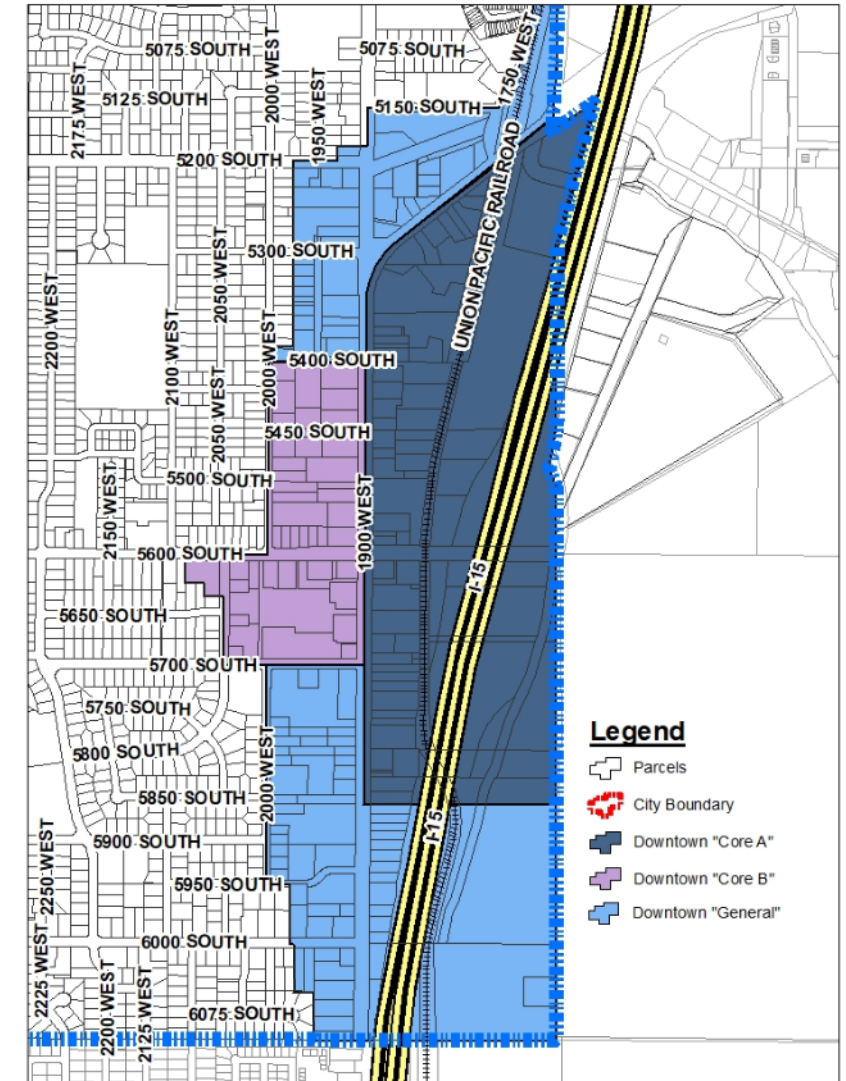 5075 SOUTH
5075 SOUTH
1750 WEST
2000 WEST
2175 WEST
5125 SOUTH
1950 WEST
5150 SOUTH
5200 SOUTH
UNION PACIFIC RAILROAD
5300 SOUTH
2050 WEST
2200 WEST
2100 WEST
2000 WEST
5400 SOUTH
2050 WEST
5450 SOUTH
5500 SOUTH
2150 WEST
1900 WEST
5600 SOUTH
I-15
5650 SOUTH
5700 SOUTH
5750 SOUTH
5800 SOUTH
2000 WEST
5850 SOUTH
I-15
5900 SOUTH
2250 WEST
5950 SOUTH
6000 SOUTH
2225 WEST
2200 WEST
2125 WEST
6075 SOUTH
Legend
Parcels
City Boundary
Downtown "Core A"
Downtown "Core B"
Downtown "General"